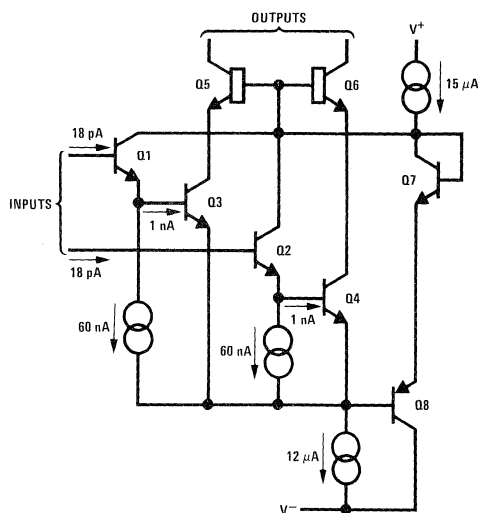 OUTPUTS
V+
Q5
Q6
15 μA
18 pA
Q1
Q7
Q3
INPUTS
1 nA
Q2
18 pA
Q4
1 nA
60 nA
60 nA
Q8
12 μA
V−